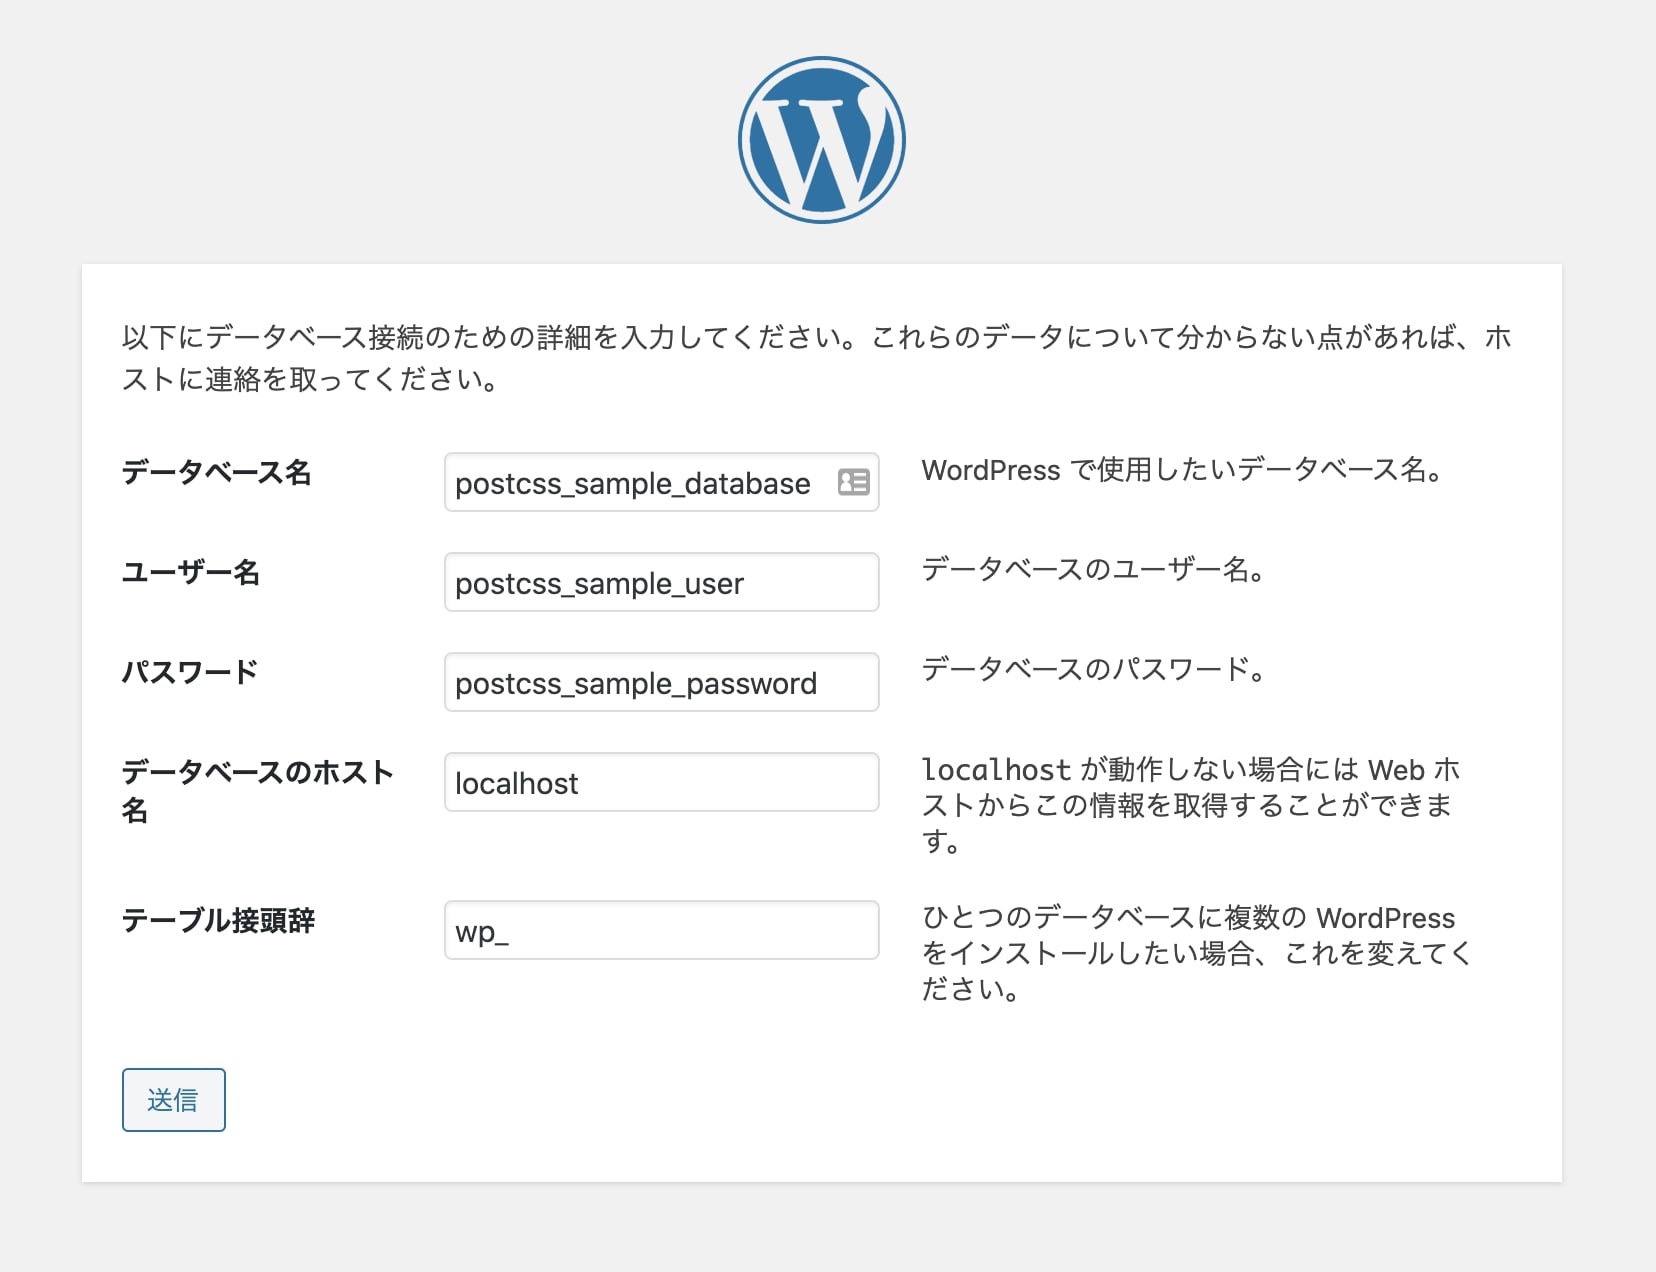 以下にデータベース接続のための詳細を入力してください。これらのデータについて分からない点があれば、ホ
ストに連絡を取ってください。
データベース名
postcss_sample_database
WordPress で使用したいデータベース名。
ユーザー名
postcss_sample_user
データベースのユーザー名。
パスワード
postcss_sample_password
データベースのパスワード。
データベースのホスト
名
localhost
localhost が動作しない場合には Web ホ
ストからこの情報を取得することができま
す。
テーブル接頭辞
wp_
ひとつのデータベースに複数の WordPress
をインストールしたい場合、これを変えてく
ださい。
送信